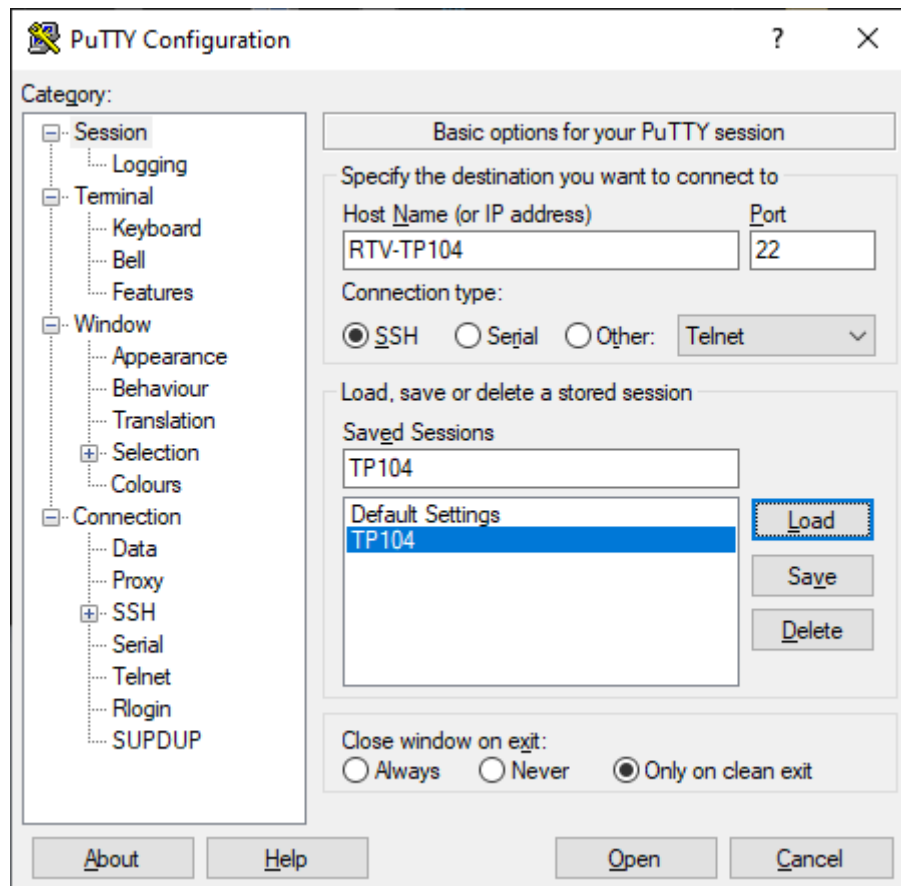 PuTTY Configuration
?
Category:
Session
Logging
Terminal
Keyboard
Bell
Features
Window
Appearance
Behaviour
Translation
Selection
Colours
Connection
Data
Proxy
SSH
Serial
Telnet
Rlogin
SUPDUP
Basic options for your PuTTY session
Specify the destination you want to connect to
Host Name (or IP address) Port
RTV-TP104 22
Connection type:
SSH Serial Other: Telnet
Load, save or delete a stored session
Saved Sessions
TP104
Default Settings
TP104
Load
Save
Delete
Close window on exit:
Always Never Only on clean exit
About Help Open Cancel